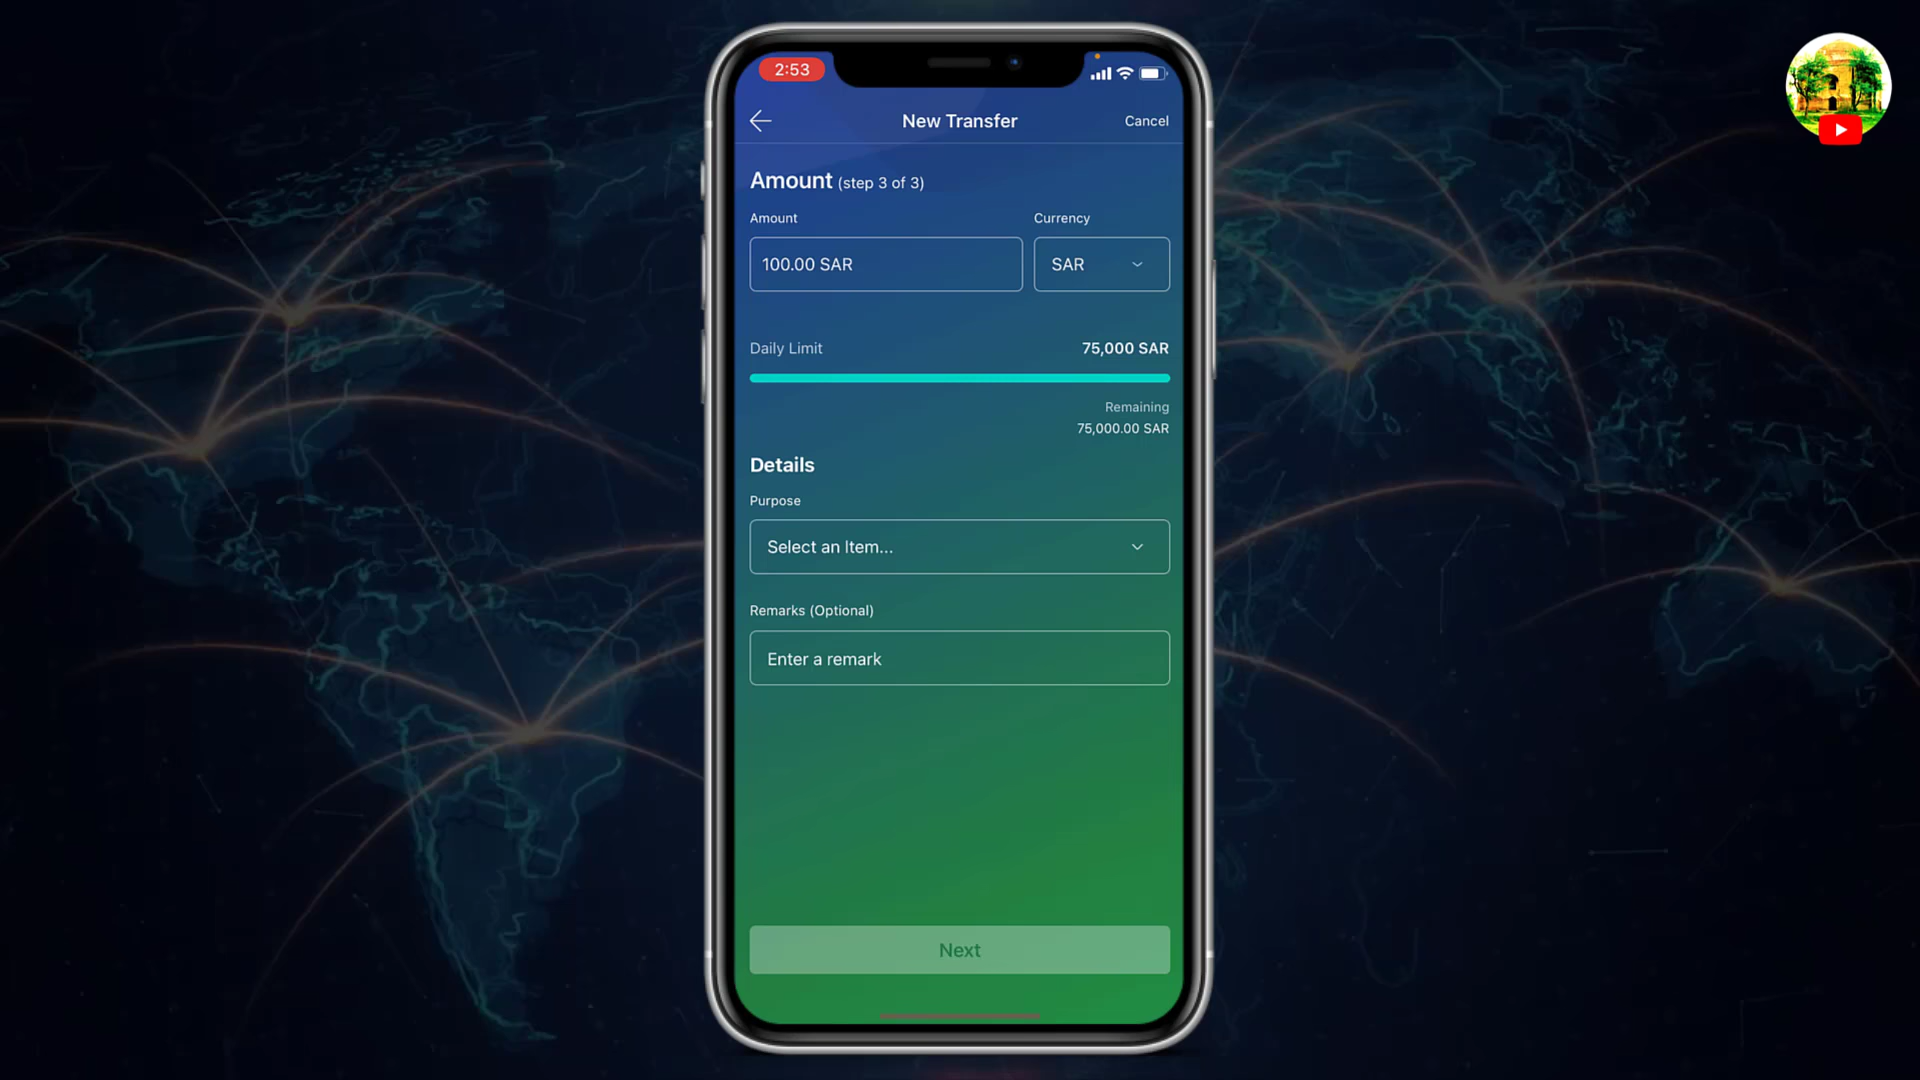 2:53
New Transfer
Cancel
Amount (step 3 of 3)
Amount
Currency
100.00 SAR
SAR
Daily Limit
75,000 SAR
Remaining
75,000.00 SAR
Details
Purpose
Select an Item...
Remarks (Optional)
Enter a remark
Next